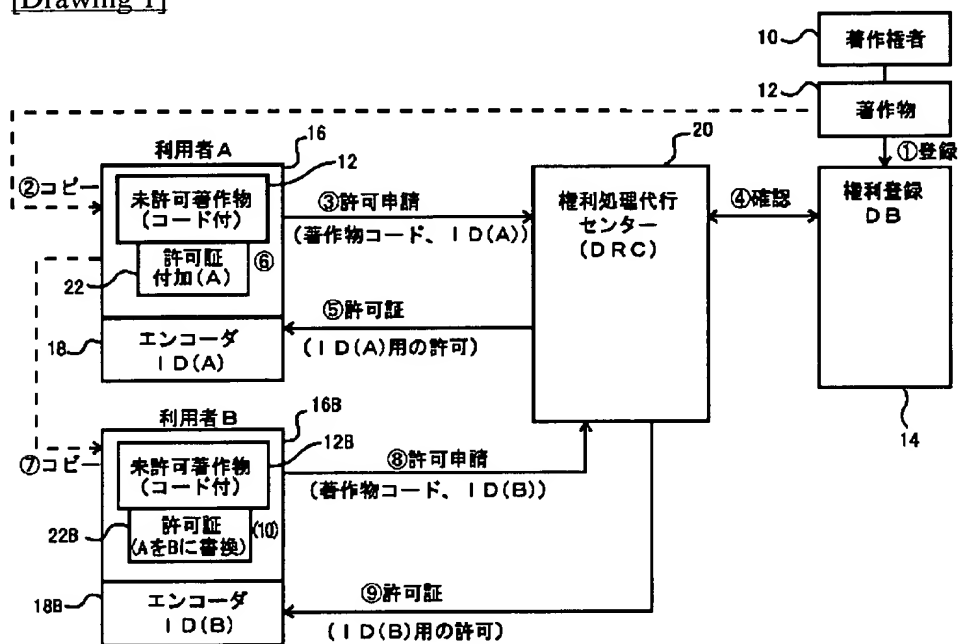 [Drawing 1]
10
著作権者
12
著作物
①登録
20
16
利用者A
12
②コピー
未許可著作物
(コード付)
③許可申請
(著作物コード、ID(A))
権利処理代行
センター
(DRC)
④確認
権利登録
DB
22
許可証
付加(A)
⑥
⑤許可証
(ID(A)用の許可)
18
エンコーダ
ID(A)
14
利用者B
16B
12B
⑦コピー
未許可著作物
(コード付)
⑧許可申請
(著作物コード、ID(B))
22B
許可証
(AをBに書換)
(10)
18B
エンコーダ
ID(B)
⑨許可証
(ID(B)用の許可)